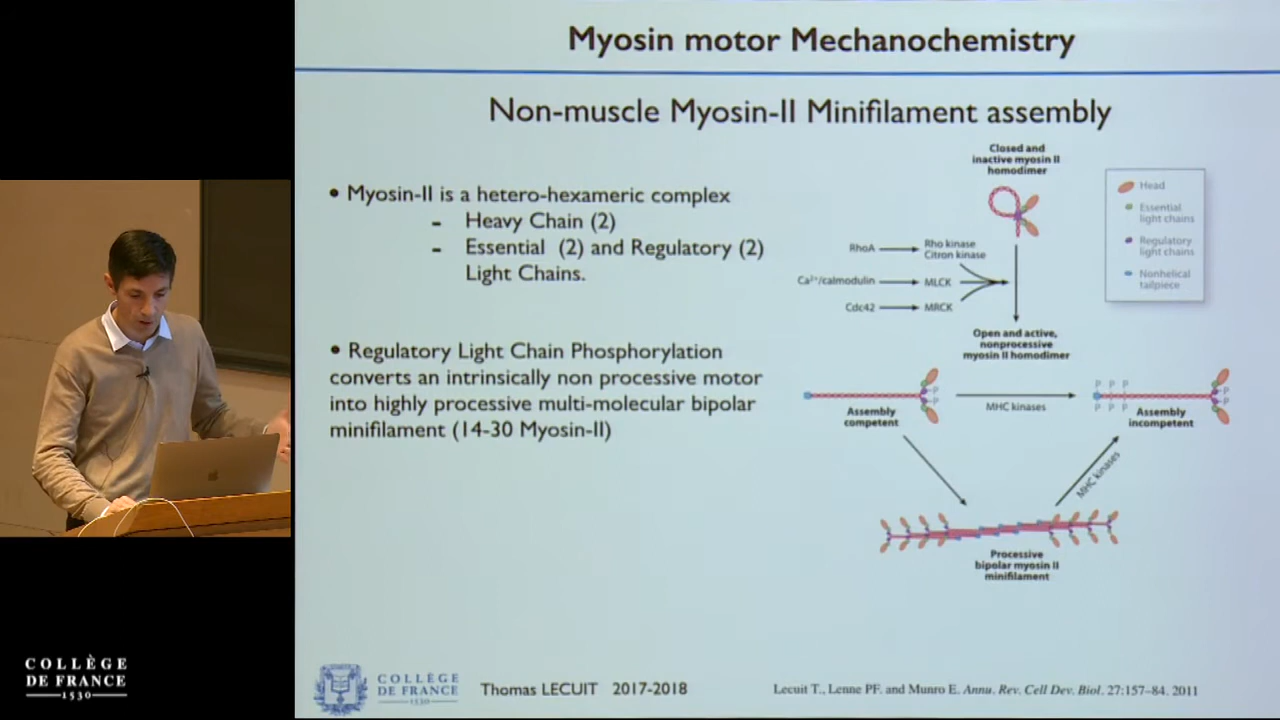 Myosin motor Mechanochemistry
Non-muscle Myosin-II Minifilament assembly
• Myosin-II is a hetero-hexameric complex
- Heavy Chain (2)
- Essential (2) and Regulatory (2)
Light Chains.
• Regulatory Light Chain Phosphorylation
converts an intrinsically non processive motor
into highly processive multi-molecular bipolar
minifilament (14-30 Myosin-II)
Closed and
inactive myosin II
homodimer
Head
Essential
light chains
Regulatory
light chains
Nonhelical
tailpiece
RhoA
Rho kinase
Citron kinase
Ca²⁺/calmodulin
MLCK
Cdc42
MRCK
Open and active,
nonprocessive
myosin II homodimer
P
P
Assembly
competent
MHC kinases
P P P
P P P
P
P
Assembly
incompetent
MHC kinases
Processive
bipolar myosin II
minifilament
COLLÈGE
DE FRANCE
1530
COLLÈGE
DE FRANCE
1530
Thomas LECUIT 2017-2018
Lecuit T., Lenne PF. and Munro E. Annu. Rev. Cell Dev. Biol. 27:157–84. 2011